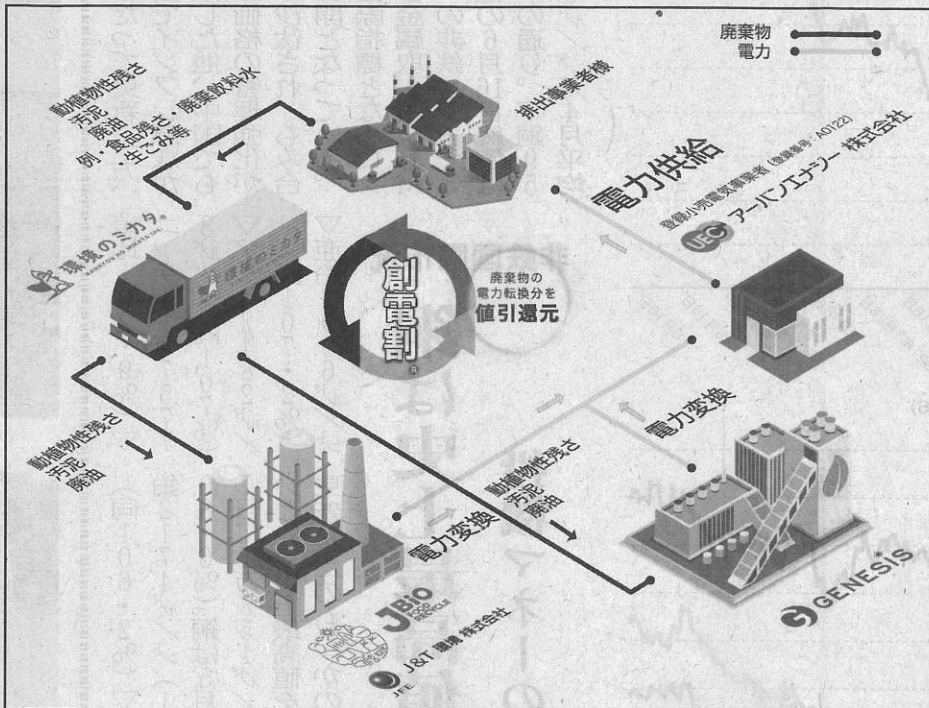 廃棄物
電力
動植物性残さ
汚泥
廃油
例・食品残さ・廃棄飲料水
・生ごみ等
排出事業者様
電力供給
登録小売電気事業者(登録番号:A0122)
UEC アーバンエナジー 株式会社
環境のミカタ®
環境のミカタ
創電割®
廃棄物の
電力転換分を
値引還元
動植物性残さ
汚泥
廃油
電力変換
動植物性残さ
汚泥
廃油
電力変換
J Bio
FOOD
RECYCLE
JFE
J&T 環境 株式会社
GENESIS